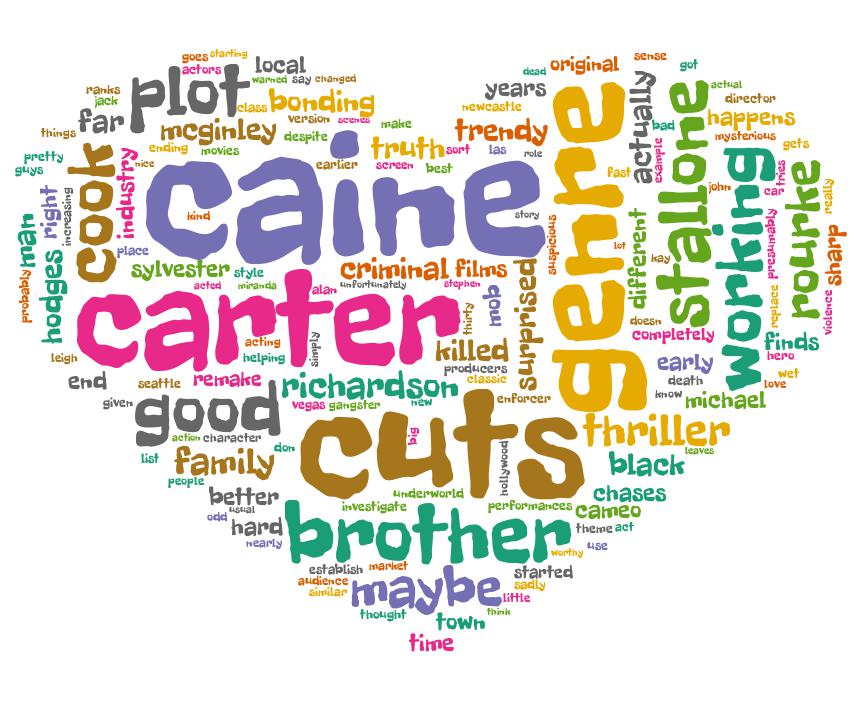 goes starting
actors local original sense
ranks plot warned say changed dead got
jack class bonding years actually stallone actual
far version scenes newcastle genre director
things mcginley despite make trendy bad happens
pretty ending movies truth sort las role example mysterious
guys cook industry nice caine earlier screen best fast working gets
man right increasing kind story john car tries rourke really
hodges place suspicious lot different presumably sharp
probably sylvester style criminal films surprised kay replace violence
acted miranda alan unfortunately stephen
carter mob thirty doesn completely finds
leigh acting simply killed early hero
end helping producers death wet
seattle remake richardson classic know love
given good vegas gangster new enforcer michael
action character big cuts thriller leaves
list family don hollywood black
people better underworld chases
odd usual investigate performances cameo
hard brother theme act
nearly worthy use
establish market started
audience maybe sadly
similar little
thought think
town
time